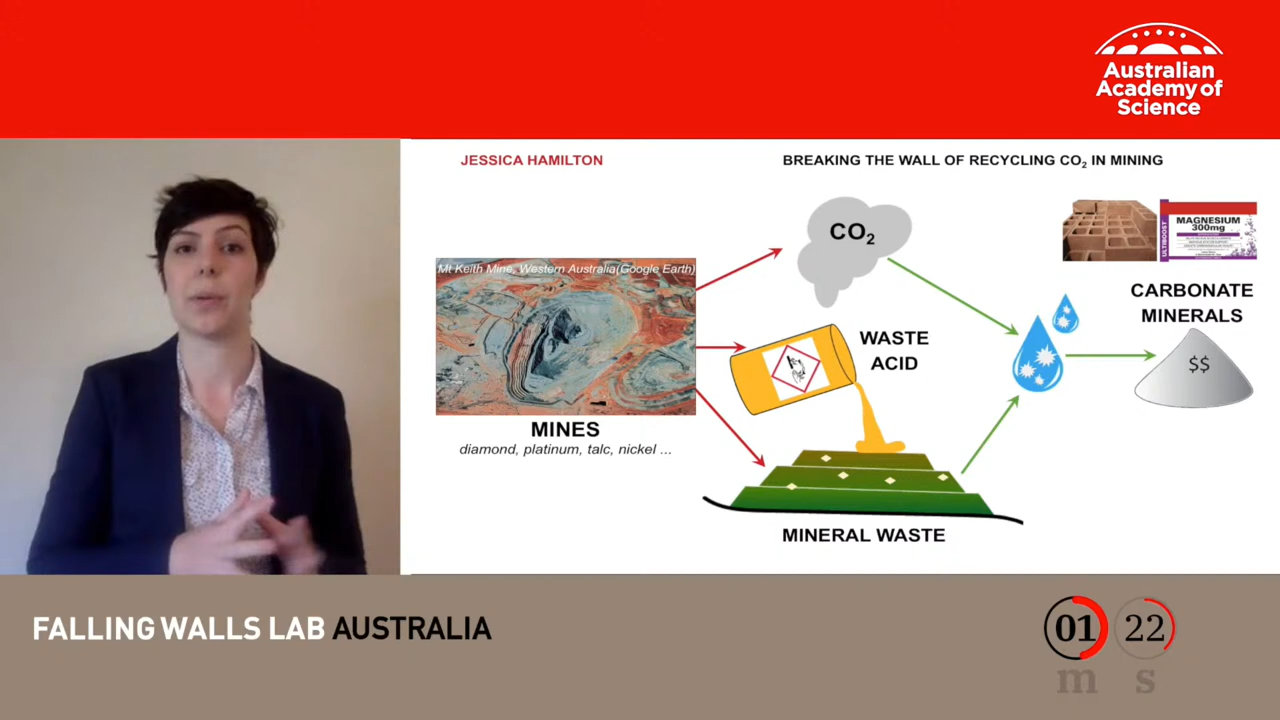 Australian
Academy of
Science
JESSICA HAMILTON
BREAKING THE WALL OF RECYCLING CO₂ IN MINING
CO₂
MAGNESIUM
300mg
ULTIBOOST
Mt Keith Mine, Western Australia(Google Earth)
CARBONATE
MINERALS
WASTE
ACID
$$
MINES
diamond, platinum, talc, nickel ...
MINERAL WASTE
FALLING WALLS LAB AUSTRALIA
01
22
m
s